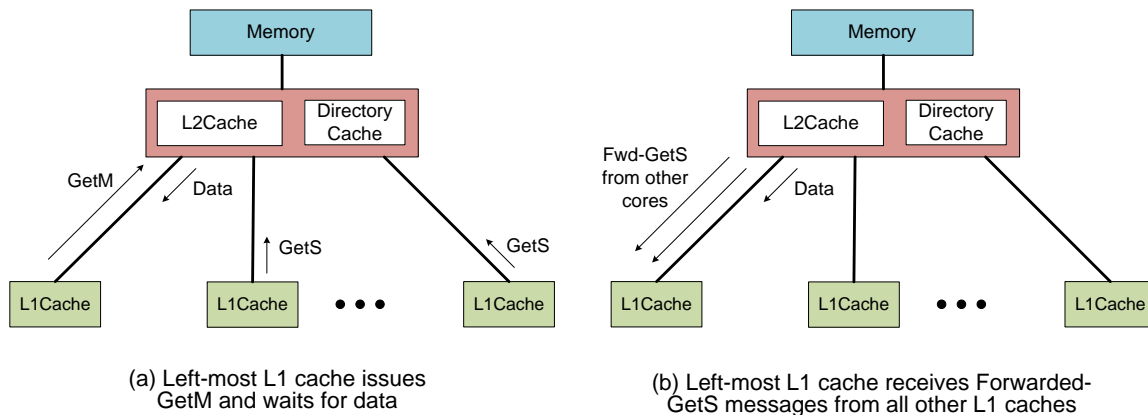 Memory
L2Cache
Directory
Cache
GetM
Data
GetS
GetS
L1Cache
L1Cache
L1Cache
(a) Left-most L1 cache issues
GetM and waits for data
Memory
L2Cache
Directory
Cache
Fwd-GetS
from other
cores
Data
L1Cache
L1Cache
L1Cache
(b) Left-most L1 cache receives Forwarded-
GetS messages from all other L1 caches